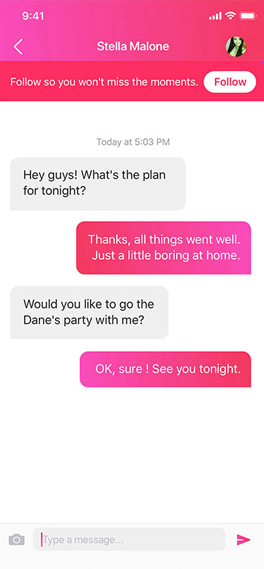 9:41
Stella Malone
Follow so you won't miss the moments.
Follow
Today at 5:03 PM
Hey guys! What's the plan
for tonight?
Thanks, all things went well.
Just a little boring at home.
Would you like to go the
Dane's party with me?
OK, sure ! See you tonight.
Type a message...